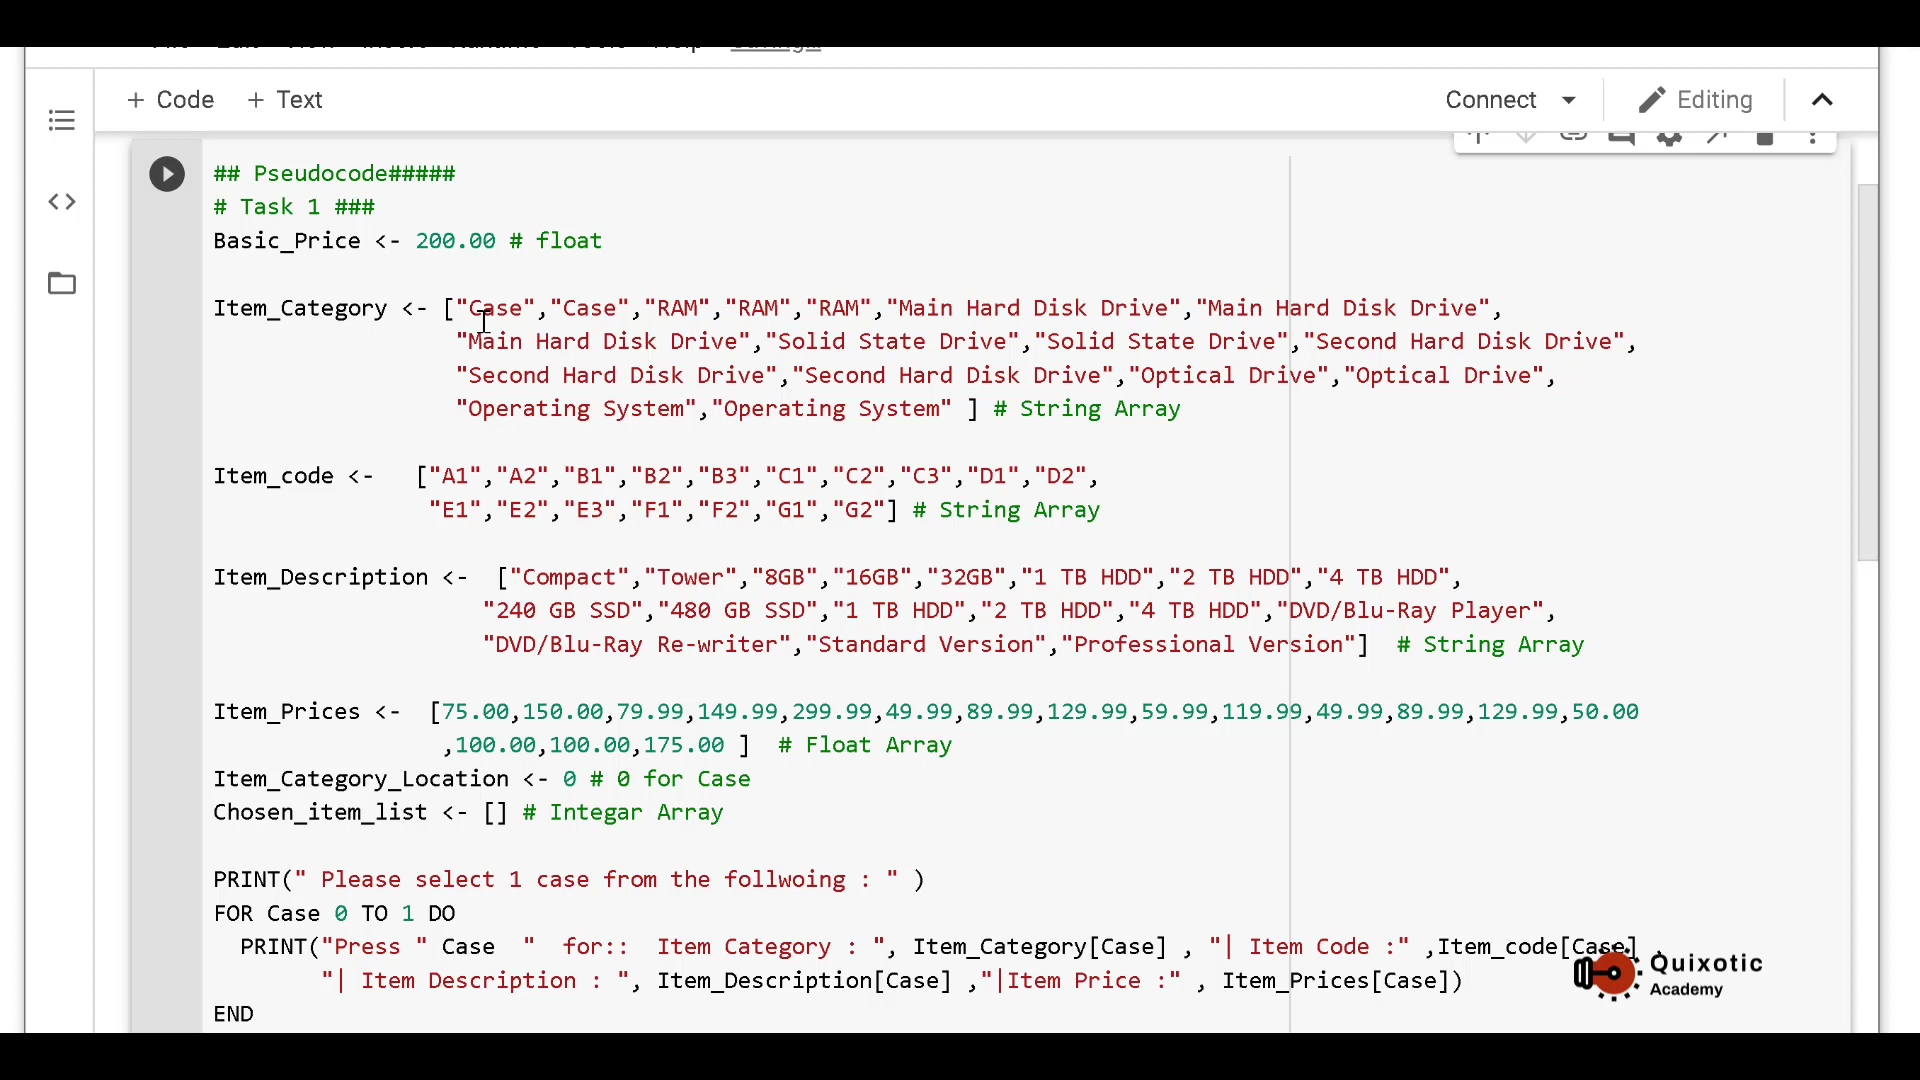 + Code + Text
Connect
Editing
## Pseudocode#####
# Task 1 ###
Basic_Price <- 200.00 # float
Item_Category <- ["Case","Case","RAM","RAM","RAM","Main Hard Disk Drive","Main Hard Disk Drive",
"Main Hard Disk Drive","Solid State Drive","Solid State Drive","Second Hard Disk Drive",
"Second Hard Disk Drive","Second Hard Disk Drive","Optical Drive","Optical Drive",
"Operating System","Operating System" ] # String Array
Item_code <- ["A1","A2","B1","B2","B3","C1","C2","C3","D1","D2",
"E1","E2","E3","F1","F2","G1","G2"] # String Array
Item_Description <- ["Compact","Tower","8GB","16GB","32GB","1 TB HDD","2 TB HDD","4 TB HDD",
"240 GB SSD","480 GB SSD","1 TB HDD","2 TB HDD","4 TB HDD","DVD/Blu-Ray Player",
"DVD/Blu-Ray Re-writer","Standard Version","Professional Version"] # String Array
Item_Prices <- [75.00,150.00,79.99,149.99,299.99,49.99,89.99,129.99,59.99,119.99,49.99,89.99,129.99,50.00
,100.00,100.00,175.00 ] # Float Array
Item_Category_Location <- 0 # 0 for Case
Chosen_item_list <- [] # Integar Array
PRINT(" Please select 1 case from the follwoing : " )
FOR Case 0 TO 1 DO
PRINT("Press " Case " for:: Item Category : ", Item_Category[Case] , "| Item Code :" ,Item_code[Case] ,
"| Item Description : ", Item_Description[Case] ,"|Item Price :" , Item_Prices[Case])
END
Quixotic
Academy